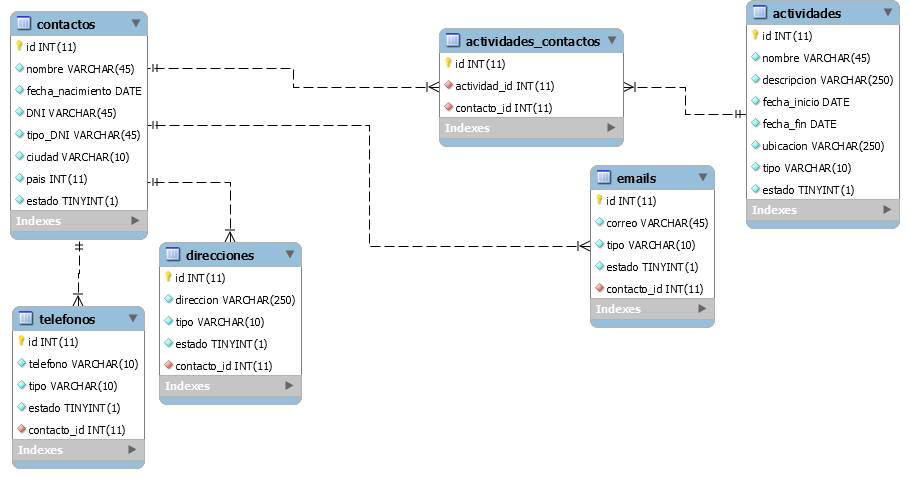 contactos
id INT(11)
nombre VARCHAR(45)
fecha_nacimiento DATE
DNI VARCHAR(45)
tipo_DNI VARCHAR(45)
ciudad VARCHAR(10)
pais INT(11)
estado TINYINT(1)
Indexes
actividades_contactos
id INT(11)
actividad_id INT(11)
contacto_id INT(11)
Indexes
actividades
id INT(11)
nombre VARCHAR(45)
descripcion VARCHAR(250)
fecha_inicio DATE
fecha_fin DATE
ubicacion VARCHAR(250)
tipo VARCHAR(10)
estado TINYINT(1)
Indexes
emails
id INT(11)
correo VARCHAR(45)
tipo VARCHAR(10)
estado TINYINT(1)
contacto_id INT(11)
Indexes
direcciones
id INT(11)
direccion VARCHAR(250)
tipo VARCHAR(10)
estado TINYINT(1)
contacto_id INT(11)
Indexes
telefonos
id INT(11)
telefono VARCHAR(10)
tipo VARCHAR(10)
estado TINYINT(1)
contacto_id INT(11)
Indexes